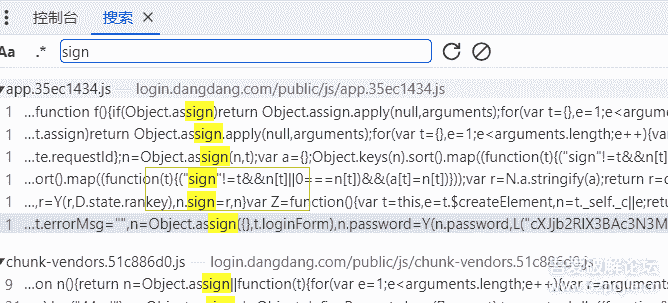 控制台 搜索 ×
Aa .* sign
▾app.35ec1434.js — login.dangdang.com/public/js/app.35ec1434.js
1 …function f(){if(Object.assign)return Object.assign.apply(null,arguments);for(var t={},e=1;e<argumen
1 …t.assign)return Object.assign.apply(null,arguments);for(var t={},e=1;e<arguments.length;e++){var
1 …te.requestId};n=Object.assign(n,t);var a={};Object.keys(n).sort().map((function(t){("sign"!=t&&n[t]
1 …ort().map((function(t){("sign"!=t&&n[t]||0===n[t])&&(a[t]=n[t])}));var r=N.a.stringify(a);return r=c
1 …,r=Y(r,D.state.rankey),n.sign=r,n}var Z=function(){var t=this,e=t.$createElement,n=t._self._c||e;retu
1 …t.errorMsg="",n=Object.assign({},t.loginForm),n.password=Y(n.password,L("cXJjb2RlX3BAc3N3M
▾chunk-vendors.51c886d0.js — login.dangdang.com/public/js/chunk-vendors.51c886d0.js
9 …on n(){return n=Object.assign||function(t){for(var e=1;e<arguments.length;e++){var r=argument